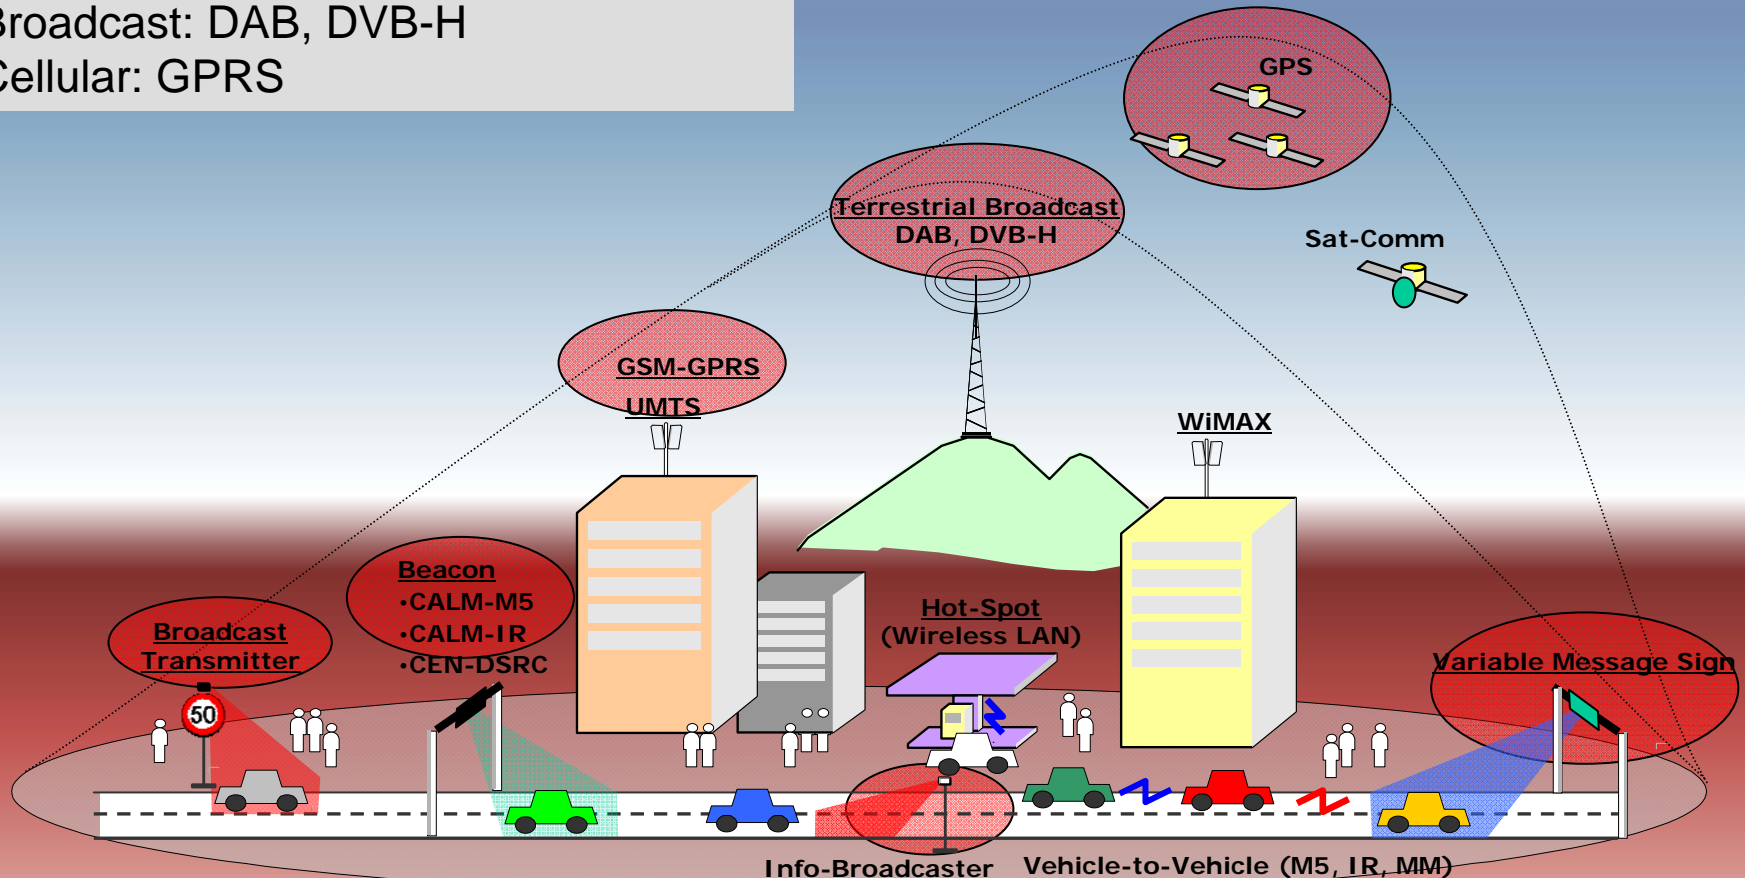 Broadcast: DAB, DVB-H
Cellular: GPRS
GPS
Terrestrial Broadcast
DAB, DVB-H
Sat-Comm
GSM-GPRS
UMTS
WiMAX
Beacon
•CALM-M5
•CALM-IR
•CEN-DSRC
Broadcast
Transmitter
Hot-Spot
(Wireless LAN)
Variable Message Sign
50
Info-Broadcaster
Vehicle-to-Vehicle (M5, IR, MM)